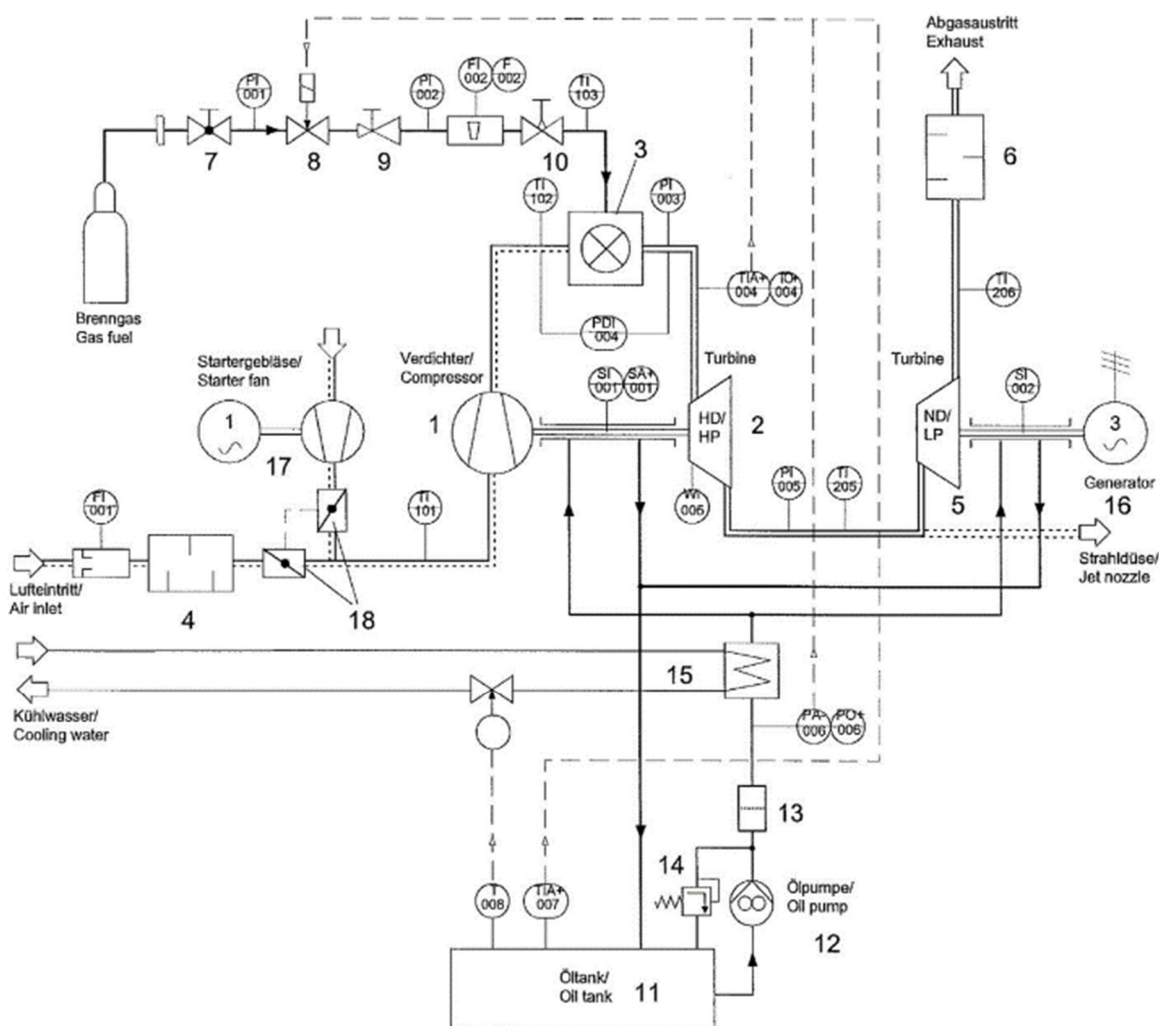 Abgasaustritt
Exhaust
PI
001
FI
002
F
002
PI
002
TI
103
7
8
9
10
3
6
TI
102
PI
003
TIA+
004
TO+
004
TI
206
Brenngas
Gas fuel
PDI
004
Startergebläse/
Starter fan
Verdichter/
Compressor
Turbine
Turbine
SI
001
SA+
001
SI
002
1
1
HD/
HP
2
ND/
LP
3
17
WI
006
PI
005
TI
205
5
Generator
16
FI
001
TI
101
Strahldüse/
Jet nozzle
Lufteintritt/
Air inlet
4
18
15
Kühlwasser/
Cooling water
PA-
006
PO+
006
13
14
T
008
TIA+
007
Ölpumpe/
Oil pump
12
Öltank/
Oil tank
11